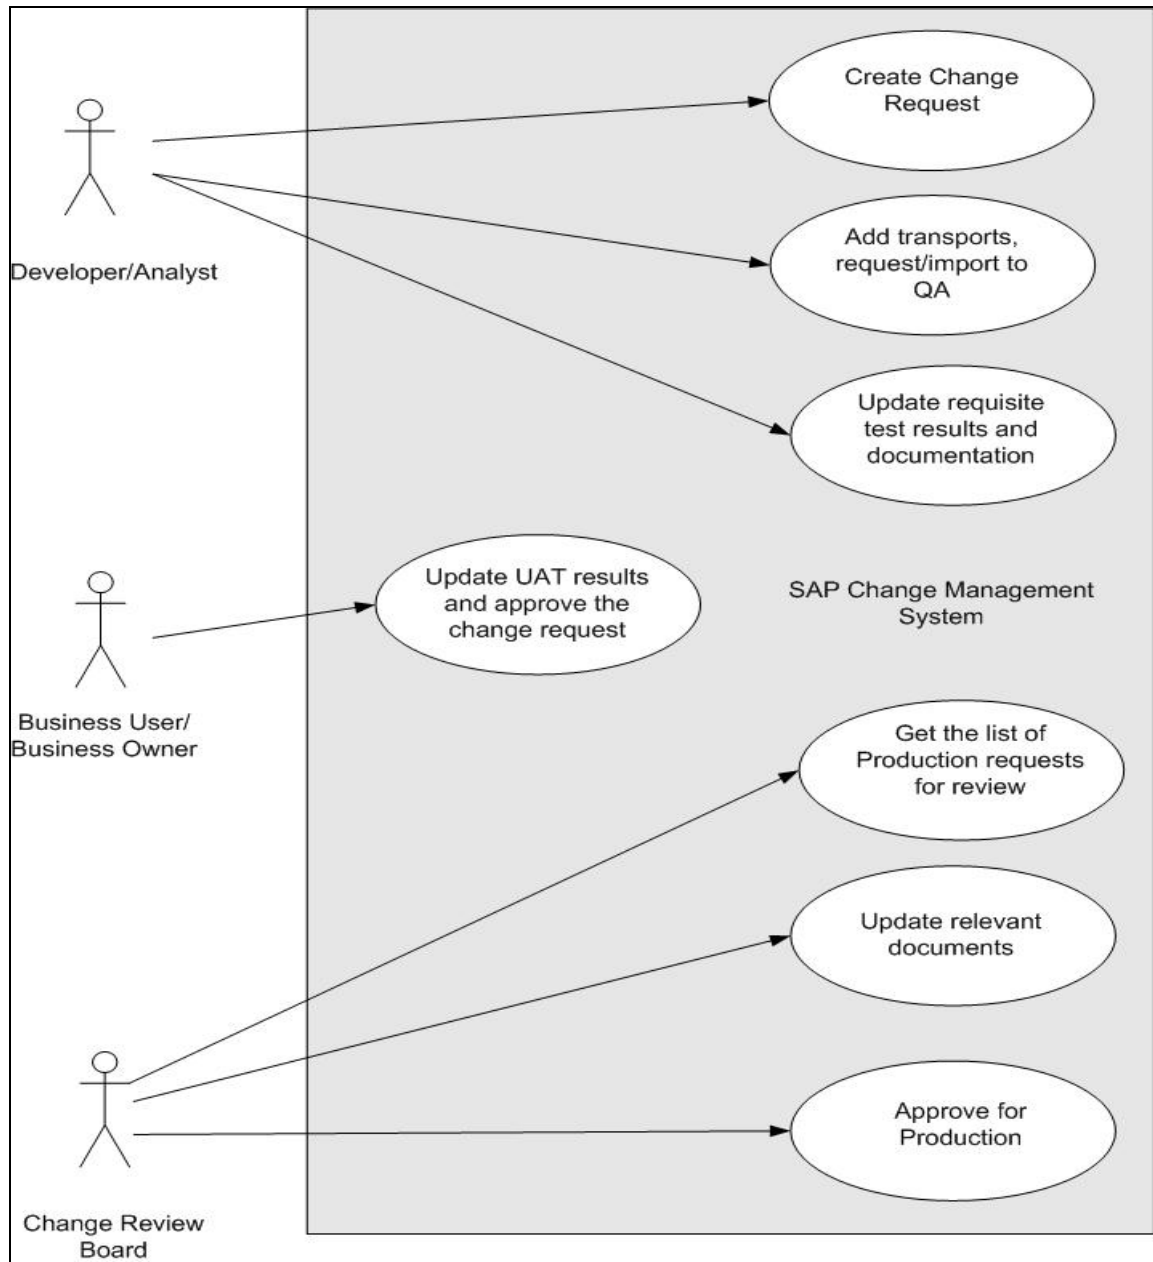 Create Change
Request
Developer/Analyst
Add transports,
request/import to
QA
Update requisite
test results and
documentation
Update UAT results
and approve the
change request
SAP Change Management
System
Business User/
Business Owner
Get the list of
Production requests
for review
Update relevant
documents
Approve for
Production
Change Review
Board